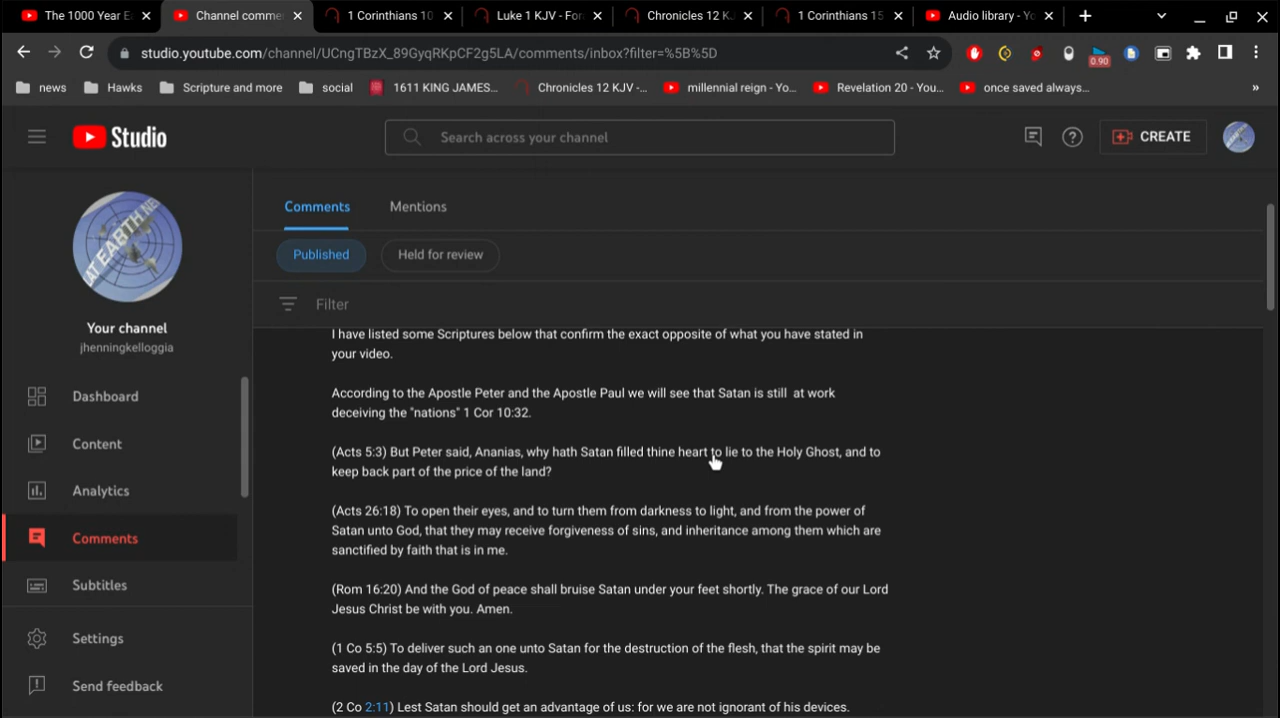 The 1000 Year E
Channel comme
1 Corinthians 10
Luke 1 KJV - For
Chronicles 12 KJ
1 Corinthians 15
Audio library - Yo
studio.youtube.com/channel/UCngTBzX_89GyqRKpCF2g5LA/comments/inbox?filter=%5B%5D
0.90
news
Hawks
Scripture and more
social
1611 KING JAMES...
Chronicles 12 KJV -...
millennial reign - Yo...
Revelation 20 - You...
once saved always...
»
Studio
Search across your channel
CREATE
AT EARTH NE
Your channel
jhenningkelloggia
Dashboard
Content
Analytics
Comments
Subtitles
Settings
Send feedback
Comments
Mentions
Published
Held for review
Filter
I have listed some Scriptures below that confirm the exact opposite of what you have stated in
your video.
According to the Apostle Peter and the Apostle Paul we will see that Satan is still at work
deceiving the "nations" 1 Cor 10:32.
(Acts 5:3) But Peter said, Ananias, why hath Satan filled thine heart to lie to the Holy Ghost, and to
keep back part of the price of the land?
(Acts 26:18) To open their eyes, and to turn them from darkness to light, and from the power of
Satan unto God, that they may receive forgiveness of sins, and inheritance among them which are
sanctified by faith that is in me.
(Rom 16:20) And the God of peace shall bruise Satan under your feet shortly. The grace of our Lord
Jesus Christ be with you. Amen.
(1 Co 5:5) To deliver such an one unto Satan for the destruction of the flesh, that the spirit may be
saved in the day of the Lord Jesus.
(2 Co 2:11) Lest Satan should get an advantage of us: for we are not ignorant of his devices.